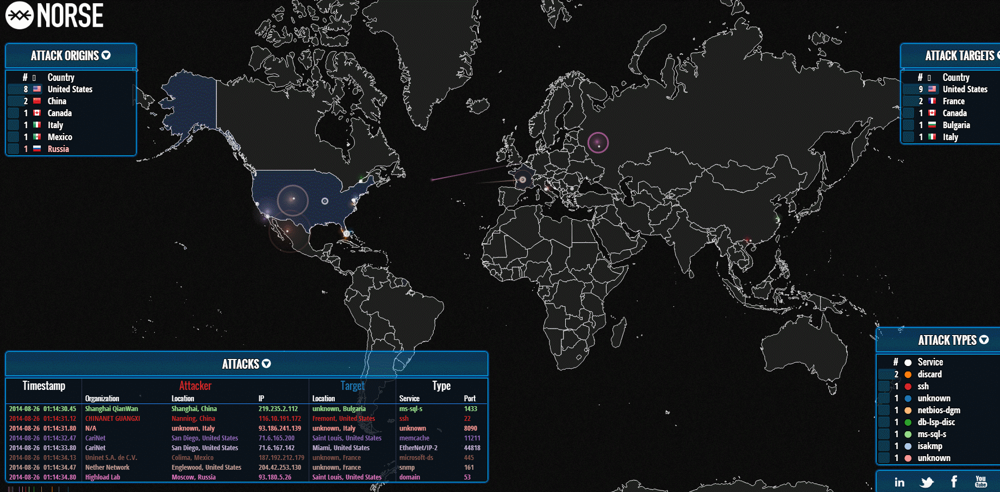 NORSE
ATTACK ORIGINS
# Country
8 United States
2 China
1 Canada
1 Italy
1 Mexico
1 Russia
ATTACK TARGETS
# Country
9 United States
2 France
1 Canada
1 Bulgaria
1 Italy
ATTACKS
Timestamp Attacker Target Type
Organization Location IP Location Service Port
2014-08-26 01:14:30.45 Shanghai QianWan Shanghai, China 219.235.2.112 unknown, Bulgaria ms-sql-s 1433
2014-08-26 01:14:31.12 CHINANET GUANGXI Nanning, China 116.10.191.172 Fremont, United States ssh 22
2014-08-26 01:14:31.80 N/A unknown, Italy 93.186.241.139 unknown, Italy unknown 8090
2014-08-26 01:14:32.47 CariNet San Diego, United States 71.6.165.200 Saint Louis, United States memcache 11211
2014-08-26 01:14:33.80 CariNet San Diego, United States 71.6.167.142 Miami, United States EtherNet/IP-2 44818
2014-08-26 01:14:34.13 Uninet S.A. de C.V. Colima, Mexico 187.192.212.179 unknown, France microsoft-ds 445
2014-08-26 01:14:34.47 Nether Network Englewood, United States 204.42.253.130 unknown, France snmp 161
2014-08-26 01:14:34.80 Highload Lab Moscow, Russia 93.180.5.26 Saint Louis, United States domain 53
ATTACK TYPES
# Service
2 discard
1 ssh
1 unknown
1 netbios-dgm
1 db-lsp-disc
1 ms-sql-s
1 isakmp
1 unknown
in f You Tube